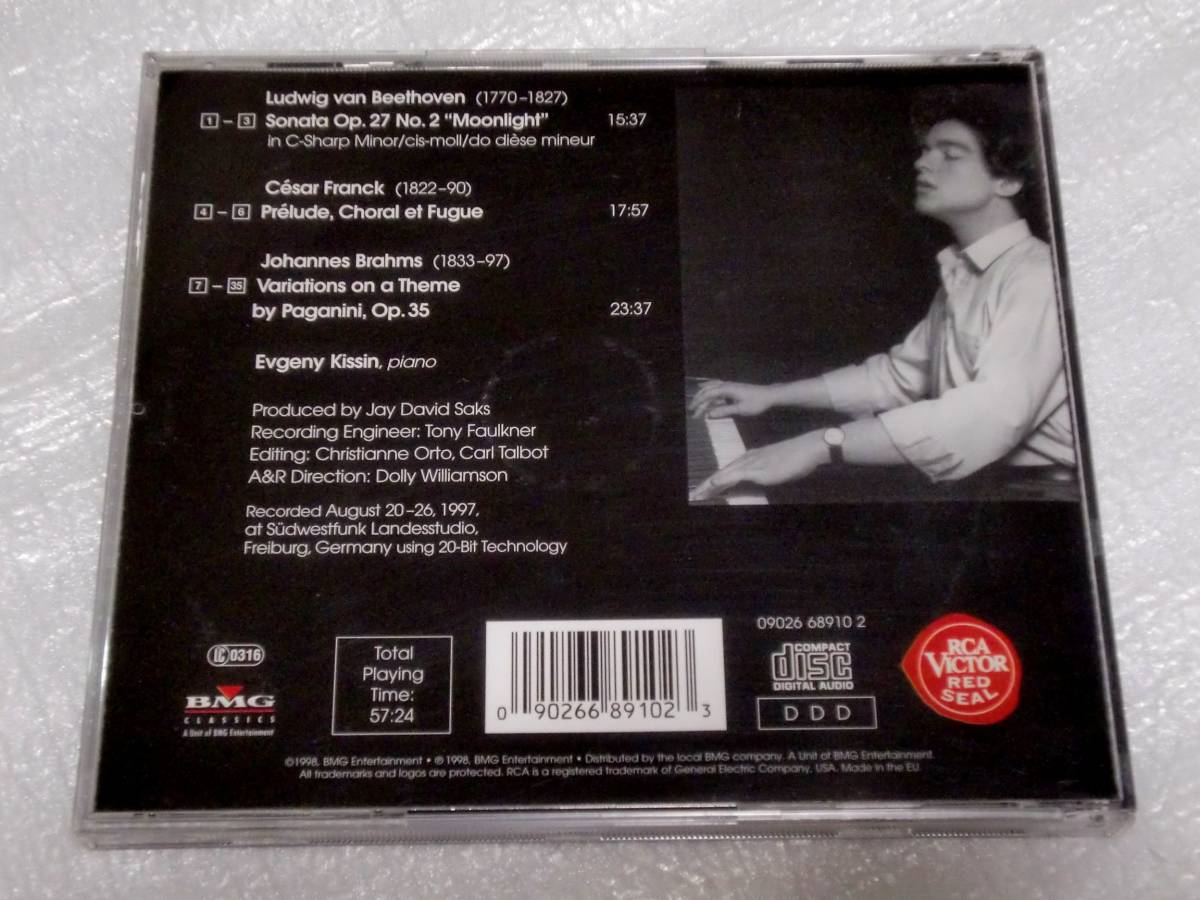 Ludwig van Beethoven (1770–1827)
1 – 3 Sonata Op. 27 No. 2 "Moonlight" 15:37
in C-Sharp Minor/cis-moll/do dièse mineur
César Franck (1822–90)
4 – 6 Prélude, Choral et Fugue 17:57
Johannes Brahms (1833–97)
7 – 35 Variations on a Theme
by Paganini, Op. 35 23:37
Evgeny Kissin, piano
Produced by Jay David Saks
Recording Engineer: Tony Faulkner
Editing: Christianne Orto, Carl Talbot
A&R Direction: Dolly Williamson
Recorded August 20–26, 1997,
at Südwestfunk Landesstudio,
Freiburg, Germany using 20-Bit Technology
LC 0316
BMG
CLASSICS
A Unit of BMG Entertainment
Total
Playing
Time:
57:24
0 90266 89102 3
09026 68910 2
COMPACT
disc
DIGITAL AUDIO
DDD
RCA
VICTOR
RED
SEAL
©1998, BMG Entertainment • ℗1998, BMG Entertainment • Distributed by the local BMG company. A Unit of BMG Entertainment.
All trademarks and logos are protected. RCA is a registered trademark of General Electric Company, USA. Made in the EU.